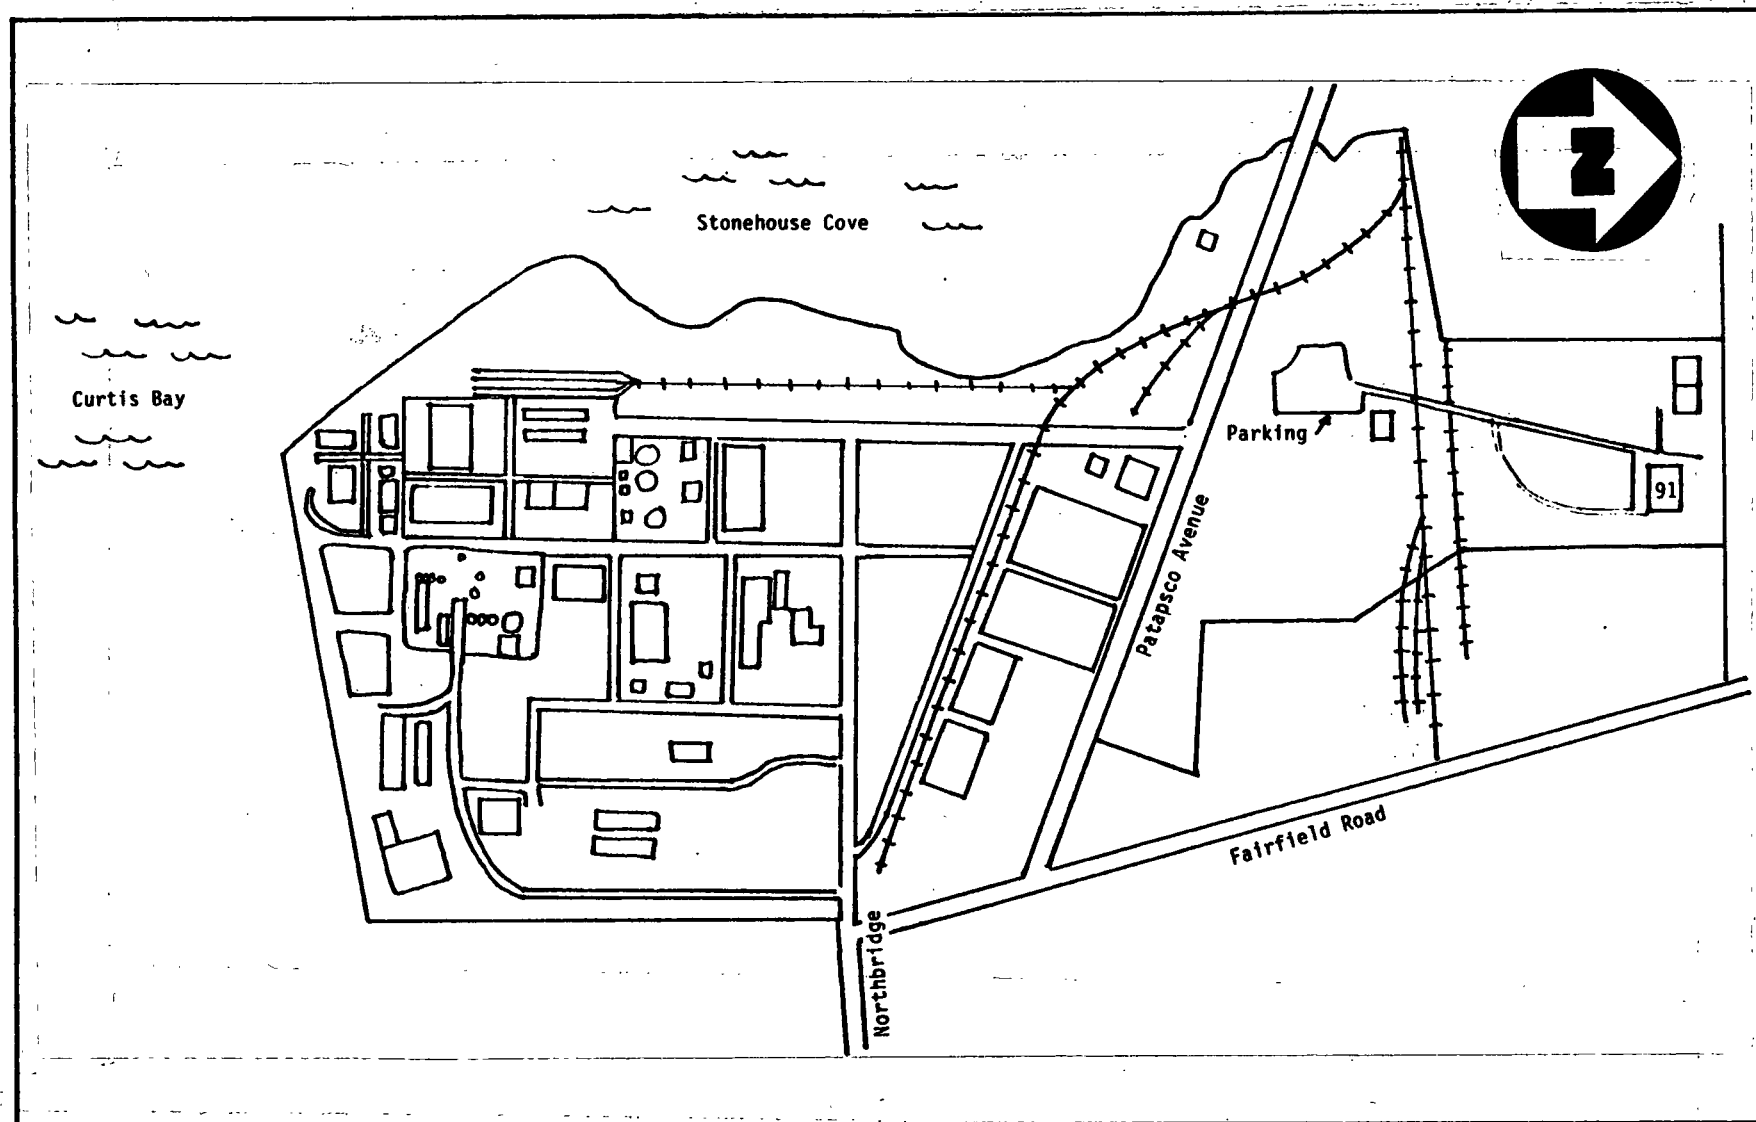 N
Stonehouse Cove
Curtis Bay
Parking
91
Patapsco Avenue
Fairfield Road
Northbridge